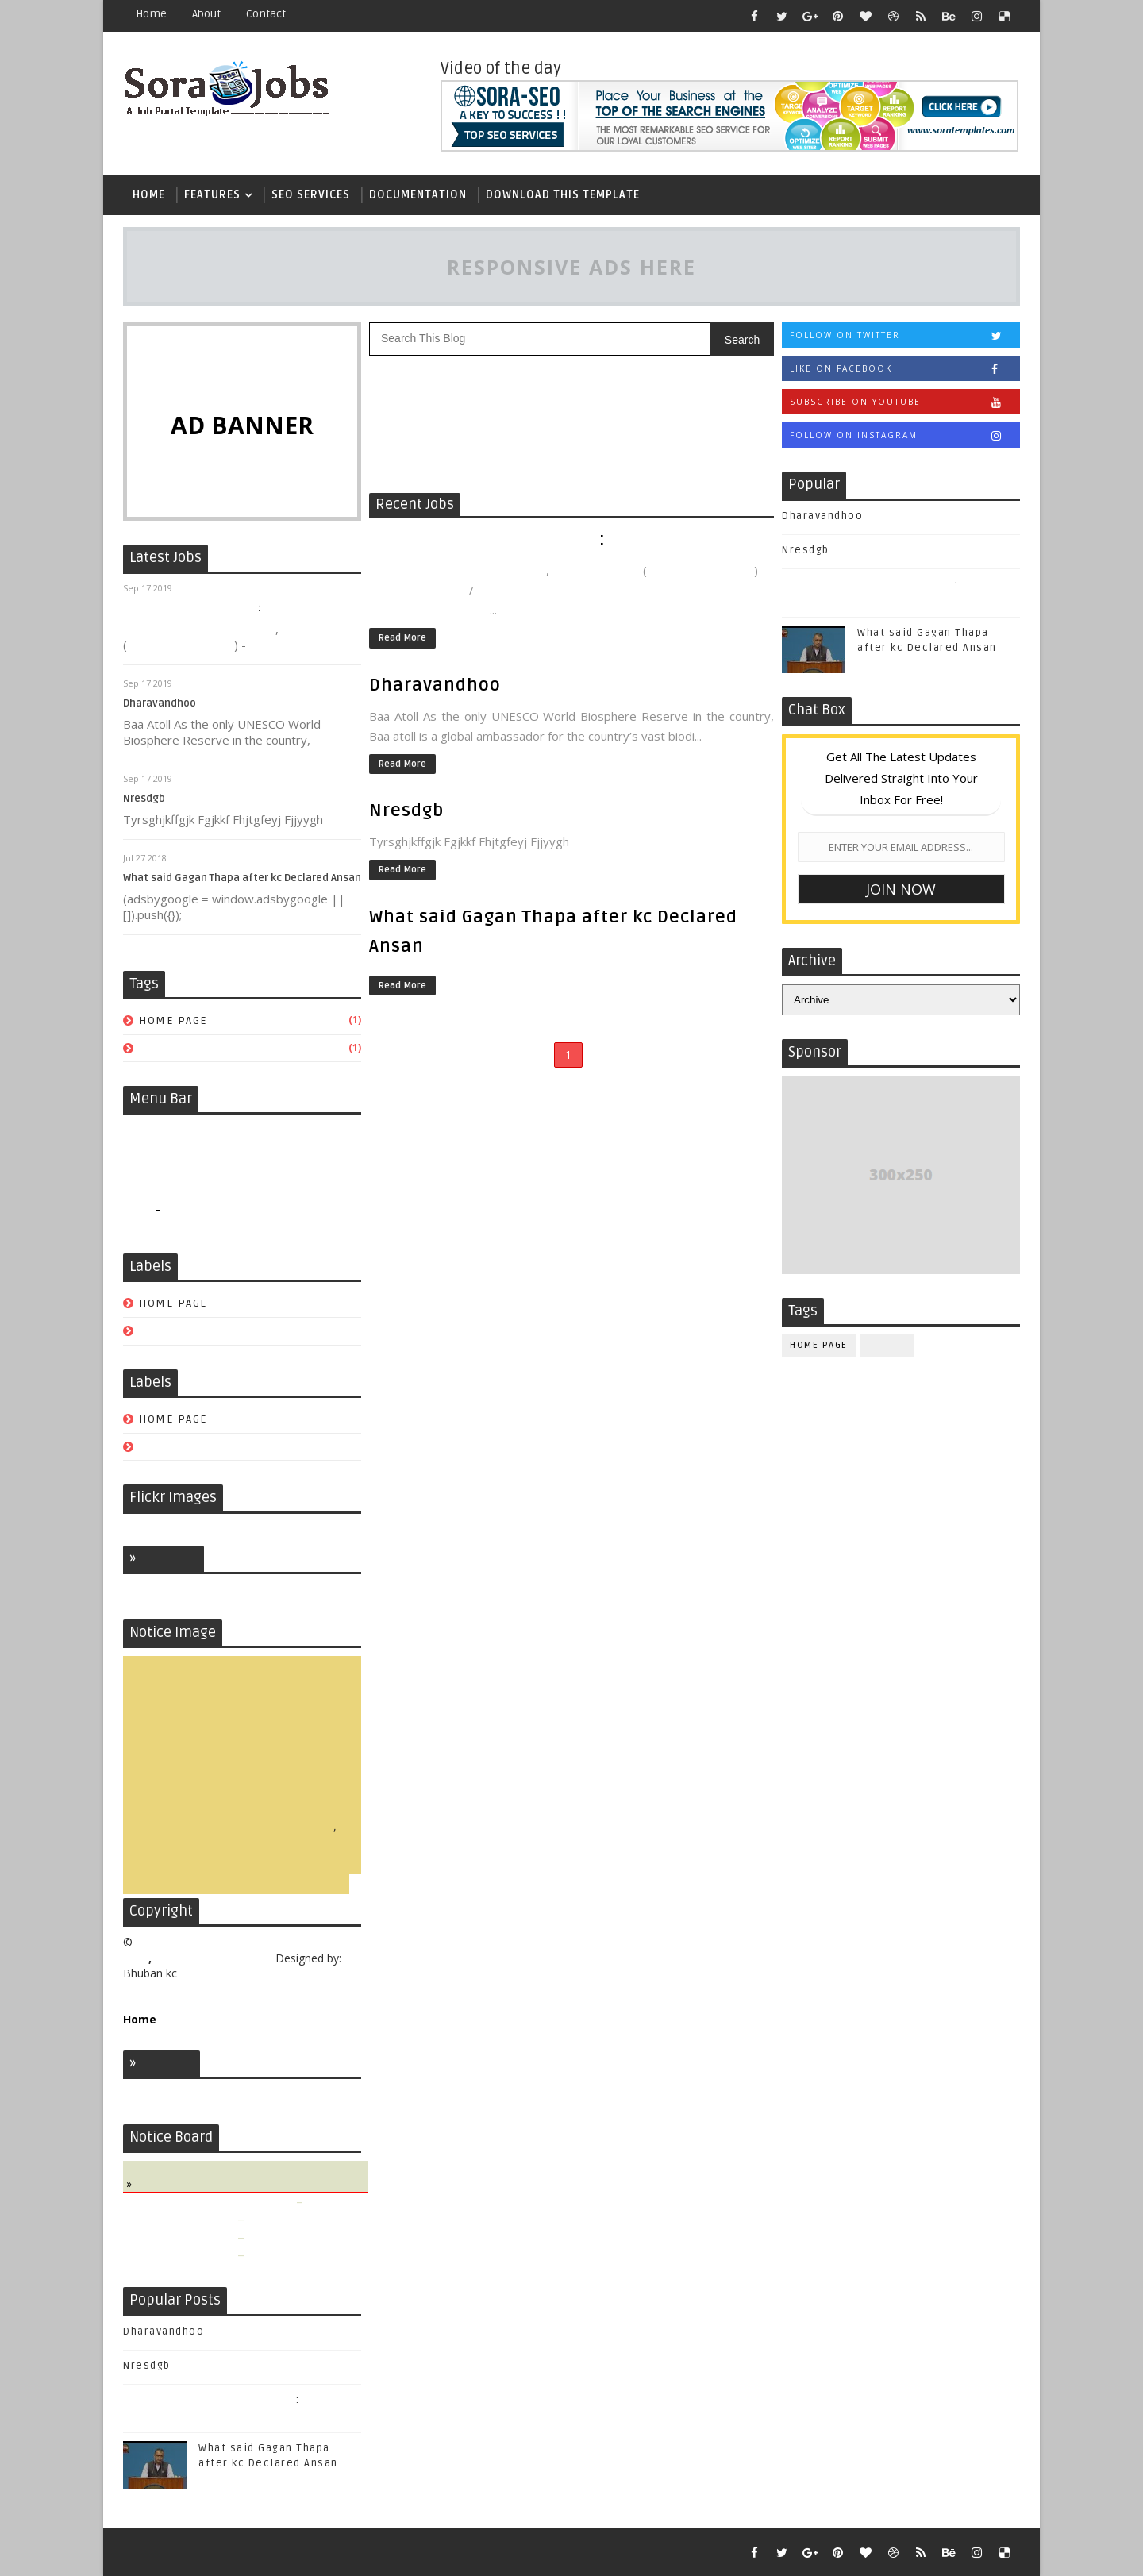 Home About Contact
Sora Jobs
A Job Portal Template
Video of the day
SORA-SEO
A KEY TO SUCCESS !!
TOP SEO SERVICES
Place Your Business at the
TOP OF THE SEARCH ENGINES
THE MOST REMARKABLE SEO SERVICE FOR
OUR LOYAL CUSTOMERS
CLICK HERE
www.soratemplates.com
HOME FEATURES SEO SERVICES DOCUMENTATION DOWNLOAD THIS TEMPLATE
RESPONSIVE ADS HERE
AD BANNER
Latest Jobs
Sep 17 2019
:
,
( ) -
Sep 17 2019
Dharavandhoo
Baa Atoll As the only UNESCO World
Biosphere Reserve in the country,
Sep 17 2019
Nresdgb
Tyrsghjkffgjk Fgjkkf Fhjtgfeyj Fjjyygh
Jul 27 2018
What said Gagan Thapa after kc Declared Ansan
(adsbygoogle = window.adsbygoogle ||
[]).push({});
Tags
HOME PAGE (1)
(1)
Menu Bar
–
Labels
HOME PAGE
Labels
HOME PAGE
Flickr Images
»
Notice Image
,
Copyright
©
, Designed by:
Bhuban kc
Home
»
Notice Board
» –
Popular Posts
Dharavandhoo
Nresdgb
:
What said Gagan Thapa
after kc Declared Ansan
Search This Blog Search
Recent Jobs
:
, ( ) -
/
...
Read More
Dharavandhoo
Baa Atoll As the only UNESCO World Biosphere Reserve in the country,
Baa atoll is a global ambassador for the country's vast biodi...
Read More
Nresdgb
Tyrsghjkffgjk Fgjkkf Fhjtgfeyj Fjjyygh
Read More
What said Gagan Thapa after kc Declared
Ansan
Read More
1
FOLLOW ON TWITTER
LIKE ON FACEBOOK
SUBSCRIBE ON YOUTUBE
FOLLOW ON INSTAGRAM
Popular
Dharavandhoo
Nresdgb
:
What said Gagan Thapa
after kc Declared Ansan
Chat Box
Get All The Latest Updates
Delivered Straight Into Your
Inbox For Free!
ENTER YOUR EMAIL ADDRESS...
JOIN NOW
Archive
Archive
Sponsor
300x250
Tags
HOME PAGE